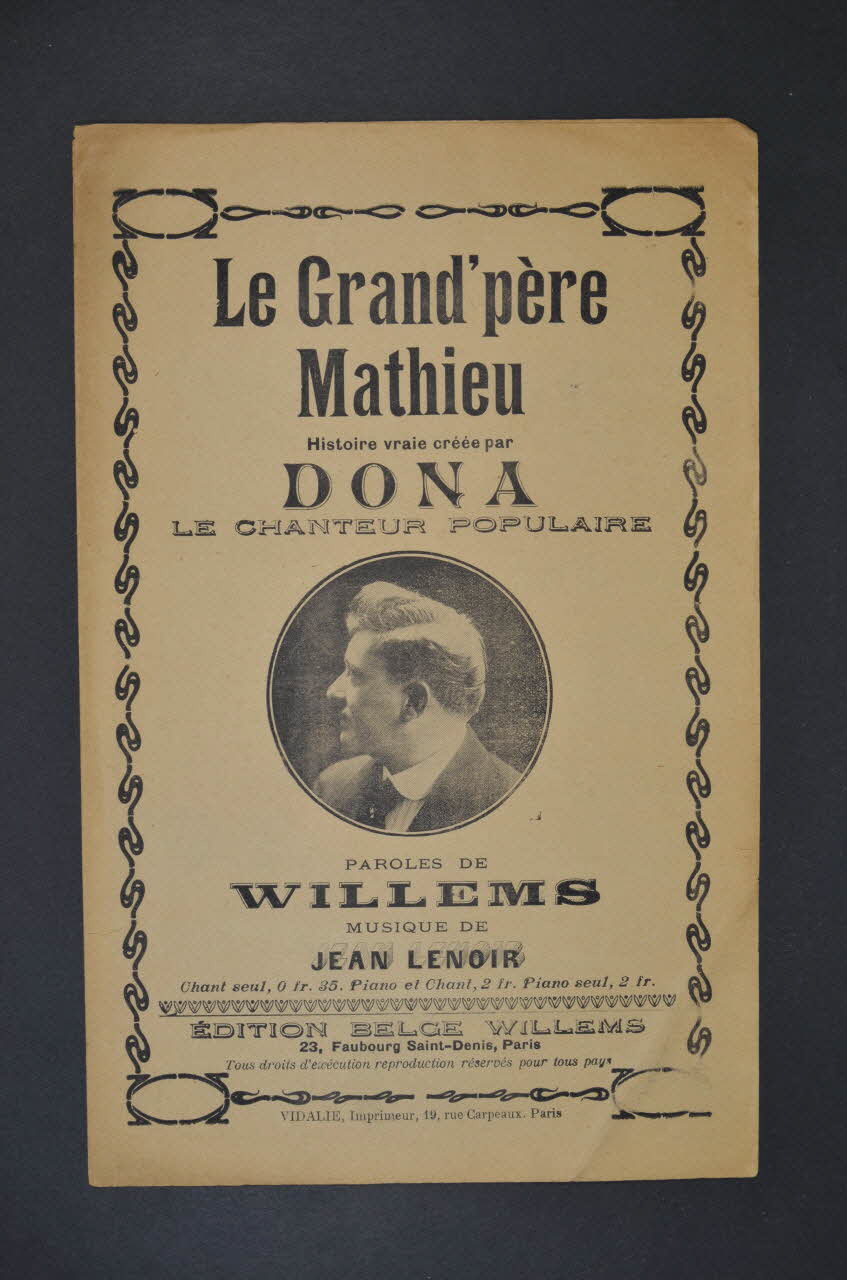 Le Grand'père
Mathieu
Histoire vraie créée par
DONA
LE CHANTEUR POPULAIRE
PAROLES DE
WILLEMS
MUSIQUE DE
JEAN LENOIR
Chant seul, 0 fr. 35. Piano et Chant, 2 fr. Piano seul, 2 fr.
ÉDITION BELGE WILLEMS
23, Faubourg Saint-Denis, Paris
Tous droits d'exécution reproduction réservés pour tous pays
VIDALIE, Imprimeur, 19, rue Carpeaux. Paris